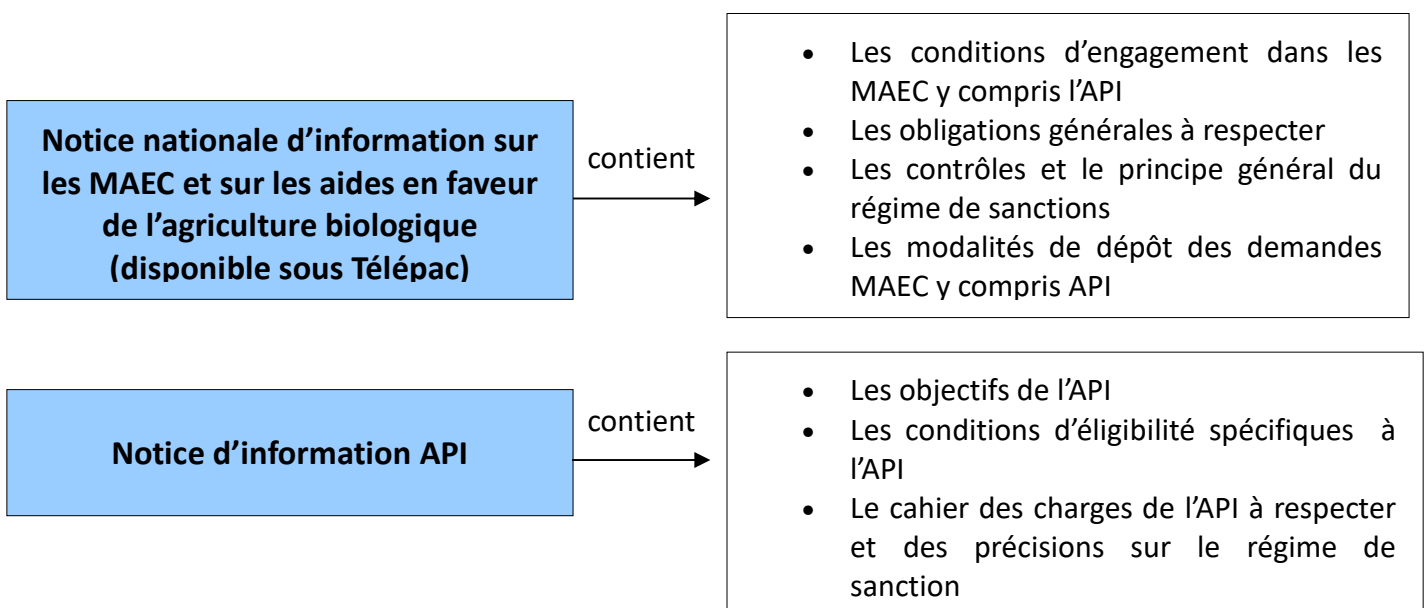 Notice nationale d’information sur
les MAEC et sur les aides en faveur
de l’agriculture biologique
(disponible sous Télépac)
contient
• Les conditions d’engagement dans les
MAEC y compris l’API
• Les obligations générales à respecter
• Les contrôles et le principe général du
régime de sanctions
• Les modalités de dépôt des demandes
MAEC y compris API
Notice d’information API
contient
• Les objectifs de l’API
• Les conditions d’éligibilité spécifiques à
l’API
• Le cahier des charges de l’API à respecter
et des précisions sur le régime de
sanction